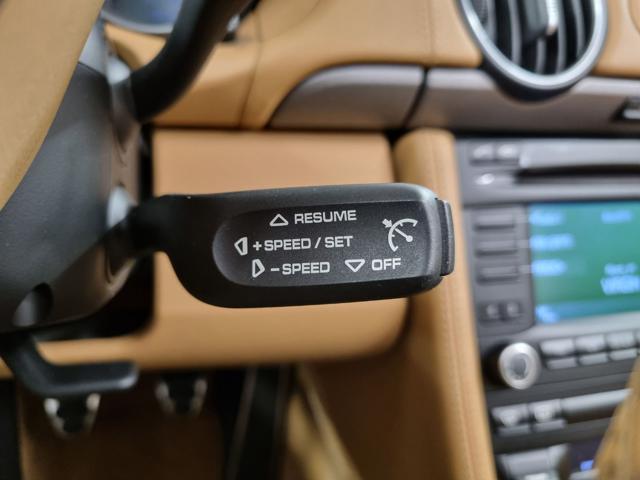 RESUME
+SPEED / SET
-SPEED OFF